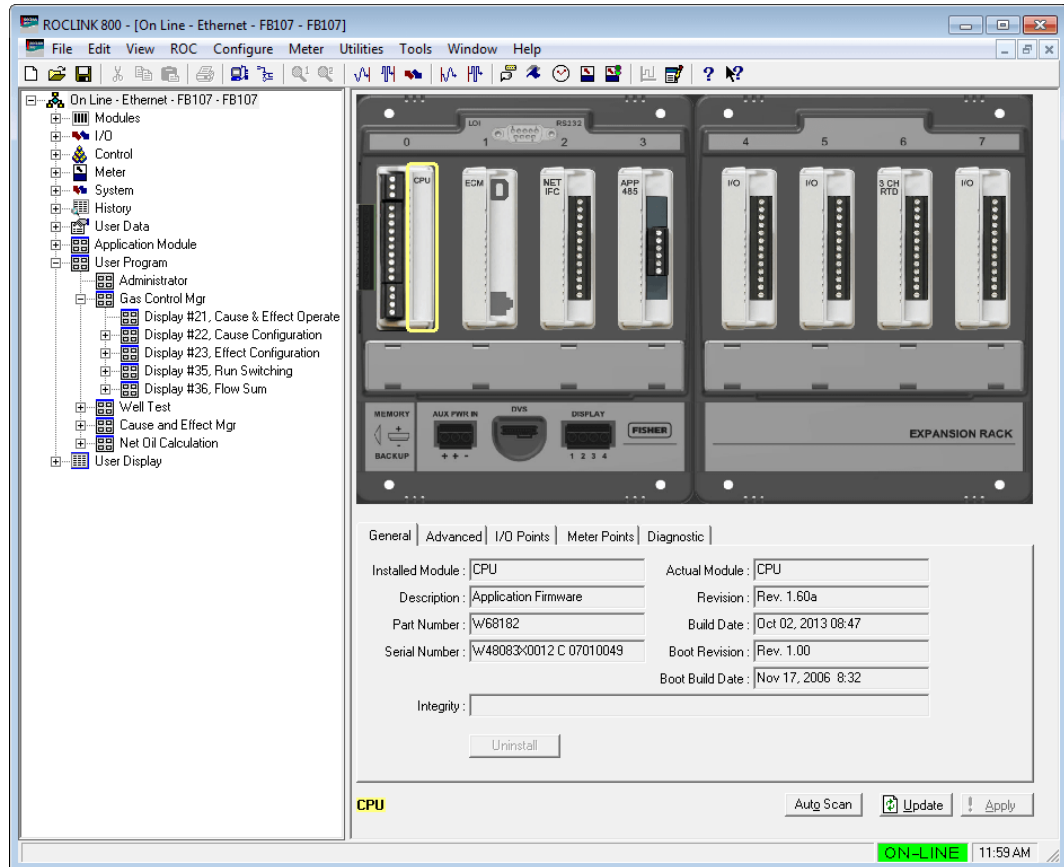 ROCLINK 800 - [On Line - Ethernet - FB107 - FB107]
File Edit View ROC Configure Meter Utilities Tools Window Help
On Line - Ethernet - FB107 - FB107
Modules
I/O
Control
Meter
System
History
User Data
Application Module
User Program
Administrator
Gas Control Mgr
Display #21, Cause & Effect Operate
Display #22, Cause Configuration
Display #23, Effect Configuration
Display #35, Run Switching
Display #36, Flow Sum
Well Test
Cause and Effect Mgr
Net Oil Calculation
User Display
LOI RS232
0 1 2 3 4 5 6 7
CPU
ECM
NET IFC
APP 485
I/O
I/O
3 CH RTD
I/O
MEMORY
BACKUP
AUX PWR IN
+ + -
DVS
DISPLAY
1 2 3 4
FISHER
EXPANSION RACK
General Advanced I/O Points Meter Points Diagnostic
Installed Module : CPU
Actual Module : CPU
Description : Application Firmware
Revision : Rev. 1.60a
Part Number : W68182
Build Date : Oct 02, 2013 08:47
Serial Number : W48083X0012 C 07010049
Boot Revision : Rev. 1.00
Boot Build Date : Nov 17, 2006 8:32
Integrity :
Uninstall
CPU
Auto Scan Update Apply
ON-LINE 11:59 AM